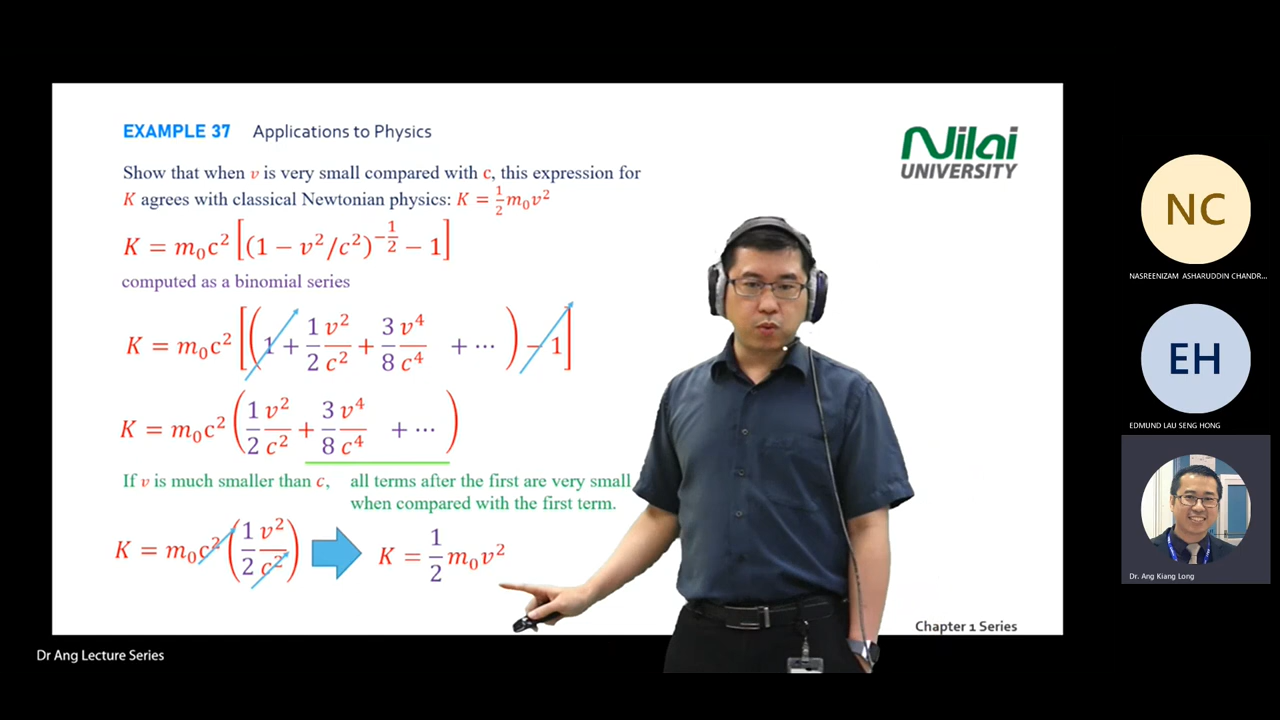 EXAMPLE 37 Applications to Physics
Nilai
UNIVERSITY
Show that when v is very small compared with c, this expression for
K agrees with classical Newtonian physics: K = 1/2 m₀v²
K = m₀c² [(1 − v²/c²)^(−1/2) − 1]
computed as a binomial series
K = m₀c² [(1 + 1/2 v²/c² + 3/8 v⁴/c⁴ + ⋯) − 1]
K = m₀c² (1/2 v²/c² + 3/8 v⁴/c⁴ + ⋯)
If v is much smaller than c, all terms after the first are very small
when compared with the first term.
K = m₀c² (1/2 v²/c²)
K = 1/2 m₀v²
Chapter 1 Series
Dr Ang Lecture Series
NC
NASREENIZAM ASHARUDDIN CHANDR...
EH
EDMUND LAU SENG HONG
Dr. Ang Kiang Long